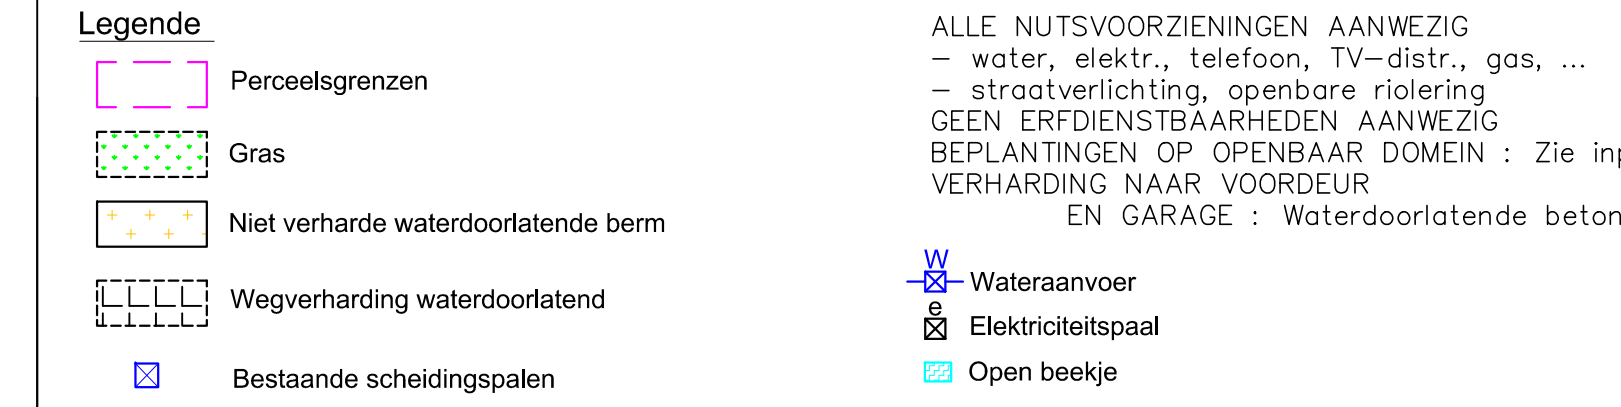 Legende
Perceelsgrenzen
Gras
Niet verharde waterdoorlatende berm
Wegverharding waterdoorlatend
Bestaande scheidingspalen
ALLE NUTSVOORZIENINGEN AANWEZIG
– water, elektr., telefoon, TV–distr., gas, ...
– straatverlichting, openbare riolering
GEEN ERFDIENSTBAARHEDEN AANWEZIG
BEPLANTINGEN OP OPENBAAR DOMEIN : Zie
VERHARDING NAAR VOORDEUR
EN GARAGE : Waterdoorlatende beton
W
Wateraanvoer
e
Elektriciteitspaal
Open beekje